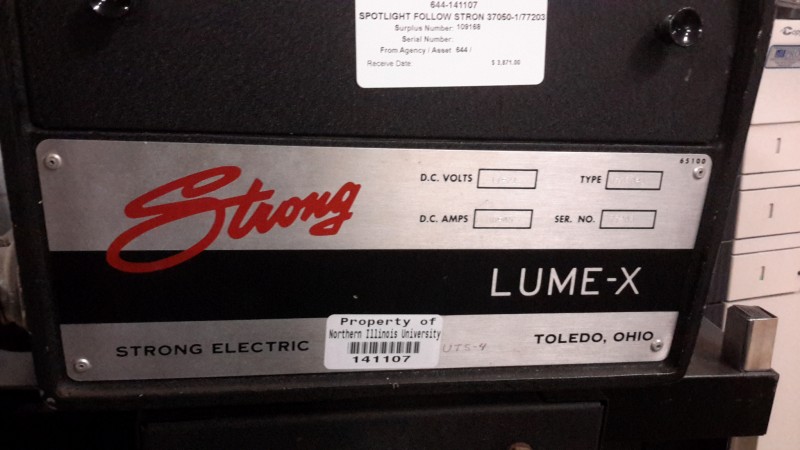 644-141107
SPOTLIGHT FOLLOW STRON 37050-1/77203
Surplus Number: 109168
Serial Number:
From Agency / Asset: 644 /
Receive Date: $ 3,871.00
65100
Strong
D.C. VOLTS
TYPE
D.C. AMPS
SER. NO.
LUME-X
STRONG ELECTRIC
Property of
Northern Illinois University
141107
UTS-9
TOLEDO, OHIO